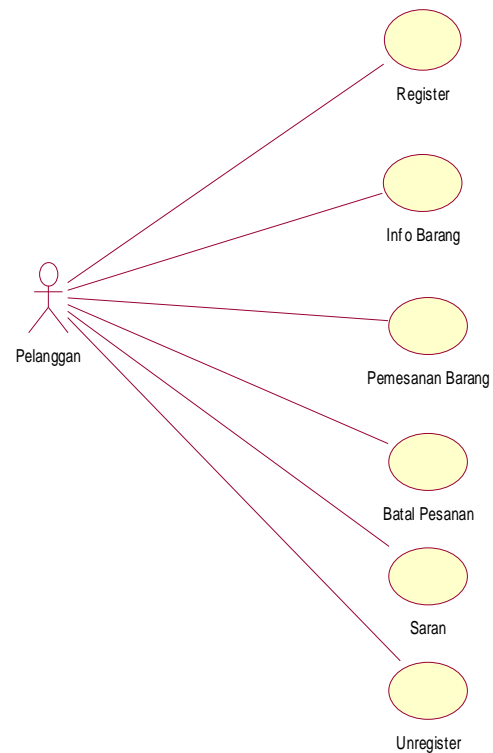 Register
Info Barang
Pelanggan
Pemesanan Barang
Batal Pesanan
Saran
Unregister